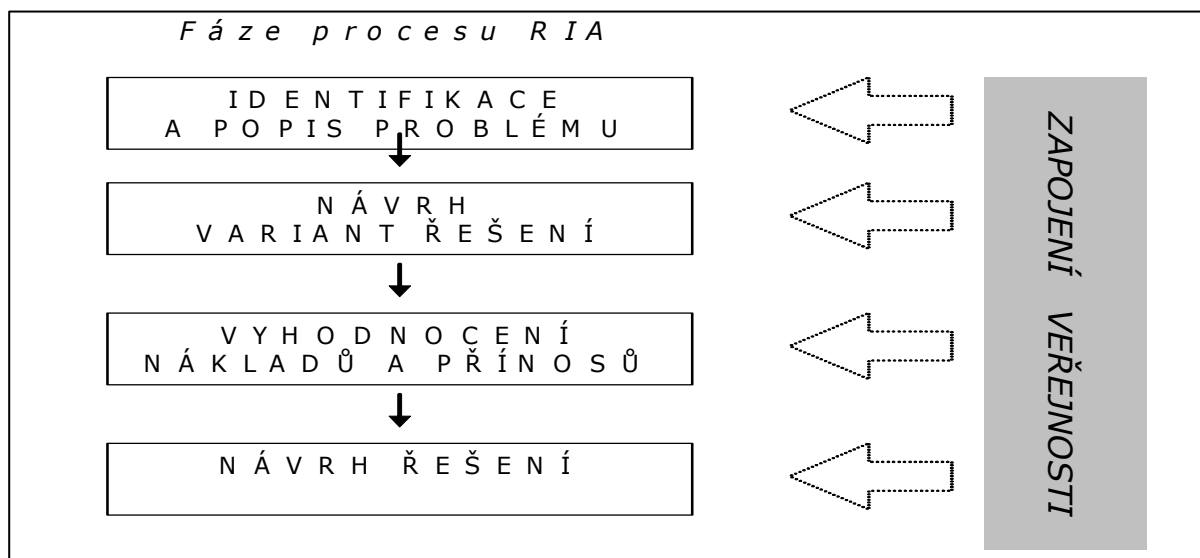 Fáze procesu RIA
IDENTIFIKACE
A POPIS PROBLÉMU
NÁVRH
VARIANT ŘEŠENÍ
VYHODNOCENÍ
NÁKLADŮ A PŘÍNOSŮ
NÁVRH ŘEŠENÍ
ZAPOJENÍ VEŘEJNOSTI